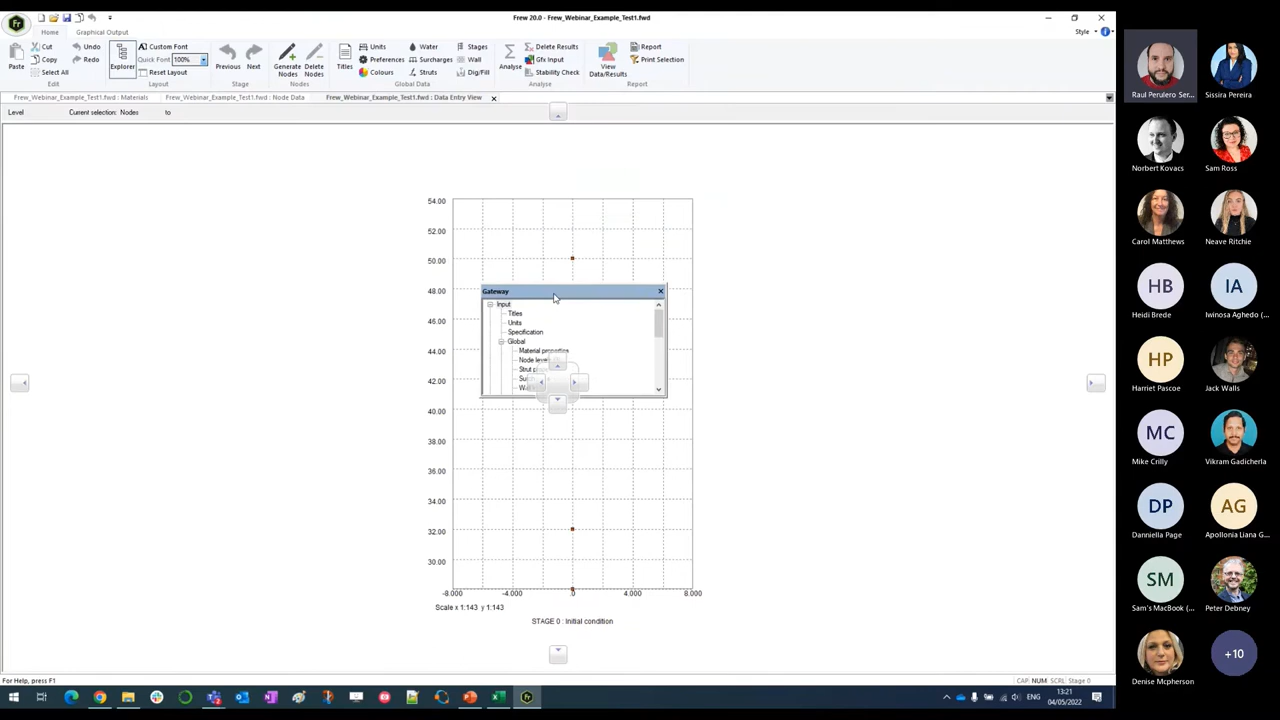 Fr
Frew 20.0 - Frew_Webinar_Example_Test1.fwd
Home
Graphical Output
Style
Paste
Cut
Copy
Select All
Undo
Redo
Edit
Explorer
Custom Font
Quick Font 100%
Reset Layout
Layout
Previous
Next
Stage
Generate Nodes
Delete Nodes
Nodes
Titles
Units
Preferences
Colours
Water
Surcharges
Struts
Stages
Wall
Dig/Fill
Global Data
Analyse
Delete Results
Gfx Input
Stability Check
Analyse
View Data/Results
Report
Print Selection
Report
Frew_Webinar_Example_Test1.fwd : Materials
Frew_Webinar_Example_Test1.fwd : Node Data
Frew_Webinar_Example_Test1.fwd : Data Entry View
Level Current selection: Nodes to
54.00
52.00
50.00
48.00
46.00
44.00
42.00
40.00
38.00
36.00
34.00
32.00
30.00
Gateway
Input
Titles
Units
Specification
Global
Material properties
-8.000 -4.000 .0 4.000 8.000
Scale x 1:143 y 1:143
STAGE 0 : Initial condition
For Help, press F1
CAP NUM SCRL Stage 0
ENG
13:21
04/05/2022
Raul Perulero Ser...
Sissira Pereira
Norbert Kovacs
Sam Ross
Carol Matthews
Neave Ritchie
HB
Heidi Brede
IA
Iwinosa Aghedo (...
HP
Harriet Pascoe
Jack Walls
MC
Mike Crilly
Vikram Gadicherla
DP
Danniella Page
AG
Apollonia Liana G...
SM
Sam's MacBook (...
Peter Debney
Denise Mcpherson
+10